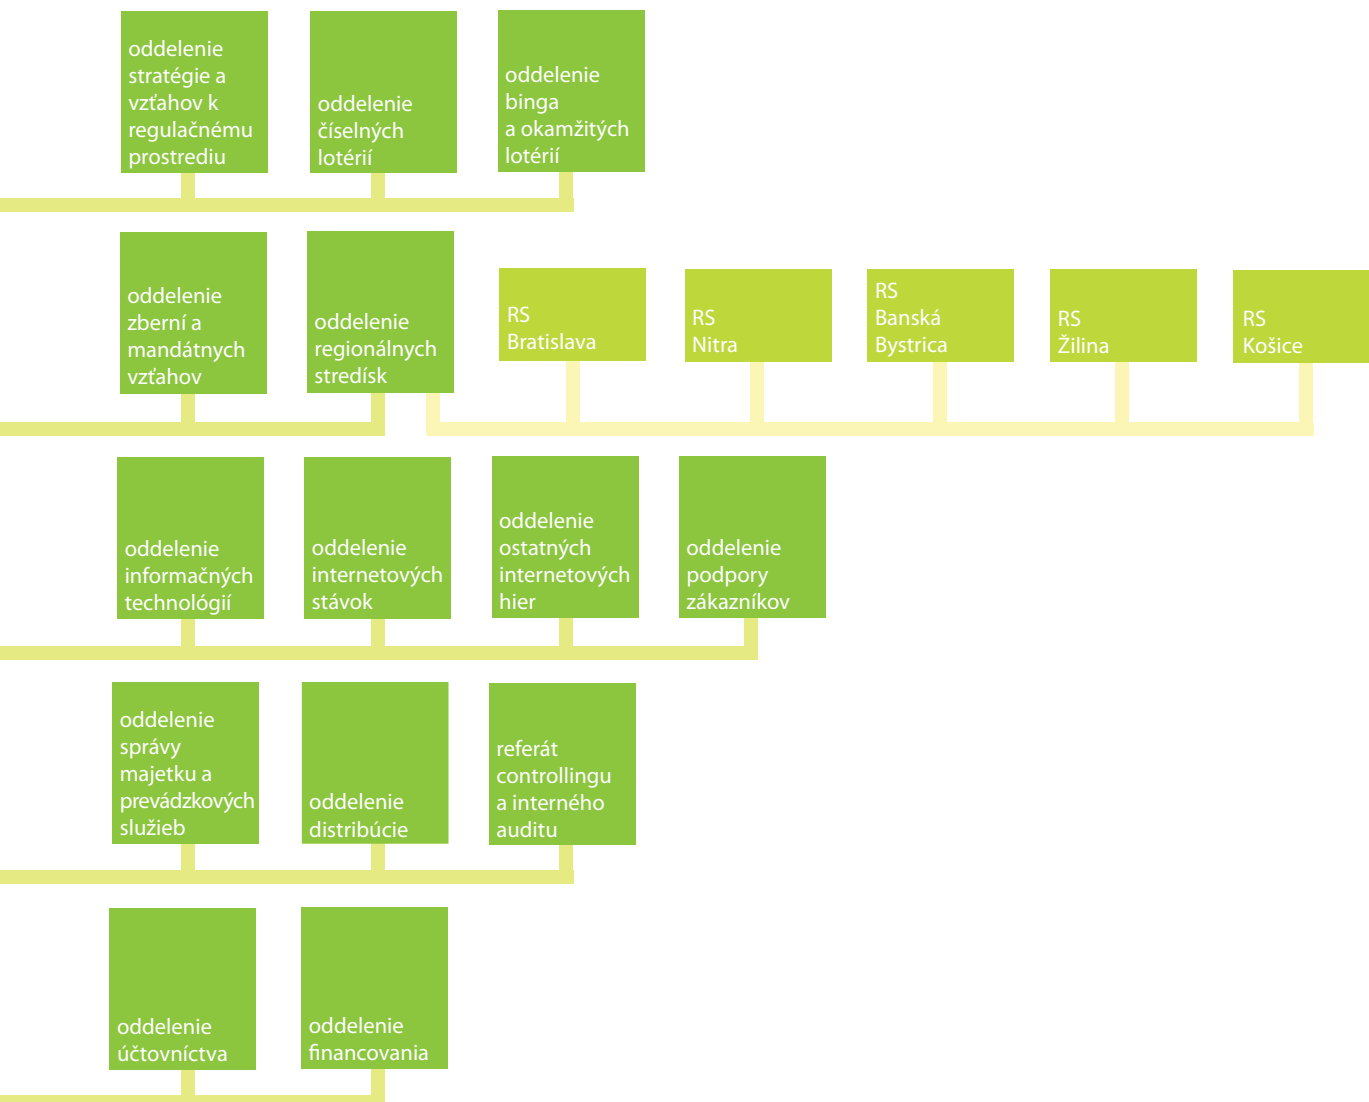 oddelenie
stratégie a
vzťahov k
regulačnému
prostrediu
oddelenie
číselných
lotérií
oddelenie
binga
a okamžitých
lotérií
oddelenie
zberní a
mandátnych
vzťahov
oddelenie
regionálnych
stredísk
RS
Bratislava
RS
Nitra
RS
Banská
Bystrica
RS
Žilina
RS
Košice
oddelenie
informačných
technológií
oddelenie
internetových
stávok
oddelenie
ostatných
internetových
hier
oddelenie
podpory
zákazníkov
oddelenie
správy
majetku a
prevádzkových
služieb
oddelenie
distribúcie
referát
controllingu
a interného
auditu
oddelenie
účtovníctva
oddelenie
financovania